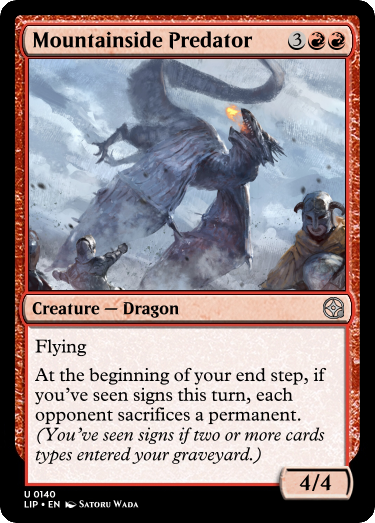 Mountainside Predator 3
Creature — Dragon
Flying
At the beginning of your end step, if
you've seen signs this turn, each
opponent sacrifices a permanent.
(You've seen signs if two or more cards
types entered your graveyard.)
4/4
U 0140
LIP • EN Satoru Wada